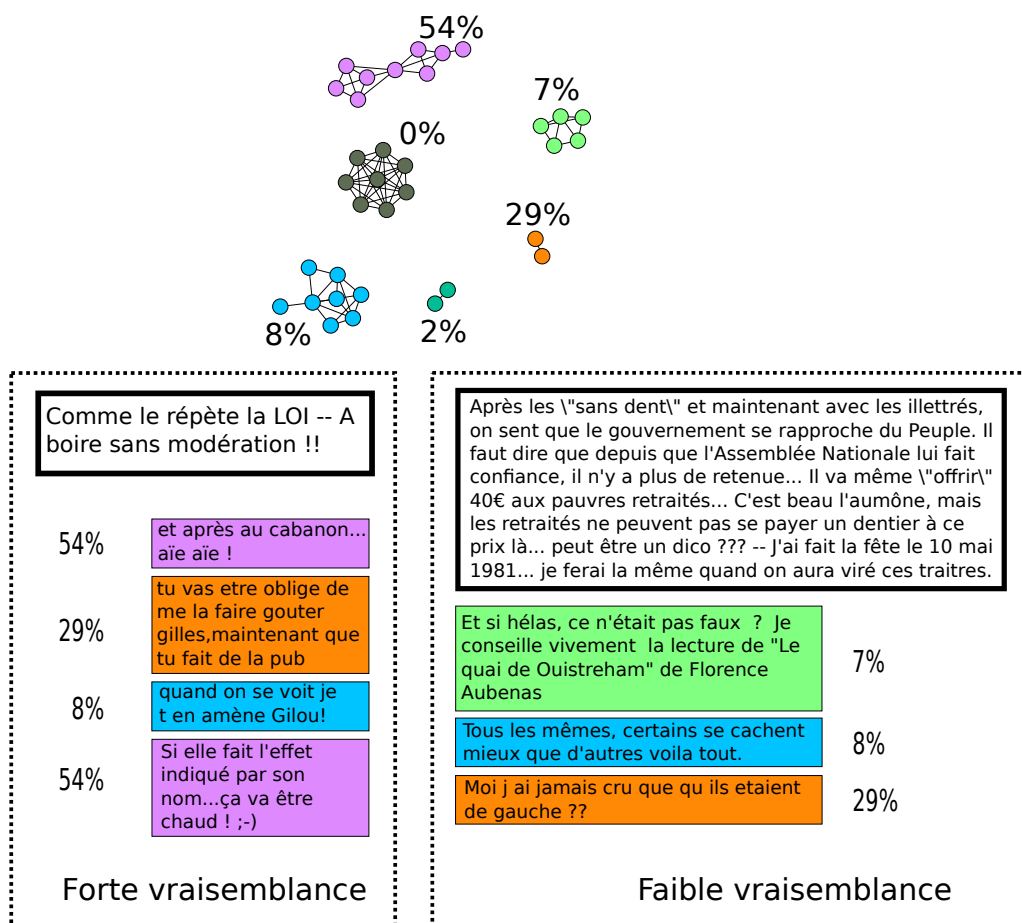 54%
7%
0%
29%
8%
2%
Comme le répète la LOI -- A
boire sans modération !!
54%
et après au cabanon...
aïe aïe !
29%
tu vas etre oblige de
me la faire gouter
gilles,maintenant que
tu fait de la pub
8%
quand on se voit je
t en amène Gilou!
54%
Si elle fait l'effet
indiqué par son
nom...ça va être
chaud ! ;-)
Forte vraisemblance
Après les \"sans dent\" et maintenant avec les illettrés,
on sent que le gouvernement se rapproche du Peuple. Il
faut dire que depuis que l'Assemblée Nationale lui fait
confiance, il n'y a plus de retenue... Il va même \"offrir\"
40€ aux pauvres retraités... C'est beau l'aumône, mais
les retraités ne peuvent pas se payer un dentier à ce
prix là... peut être un dico ??? -- J'ai fait la fête le 10 mai
1981... je ferai la même quand on aura viré ces traitres.
Et si hélas, ce n'était pas faux  ?  Je
conseille vivement  la lecture de "Le
quai de Ouistreham" de Florence
Aubenas
7%
Tous les mêmes, certains se cachent
mieux que d'autres voila tout.
8%
Moi j ai jamais cru que qu ils etaient
de gauche ??
29%
Faible vraisemblance